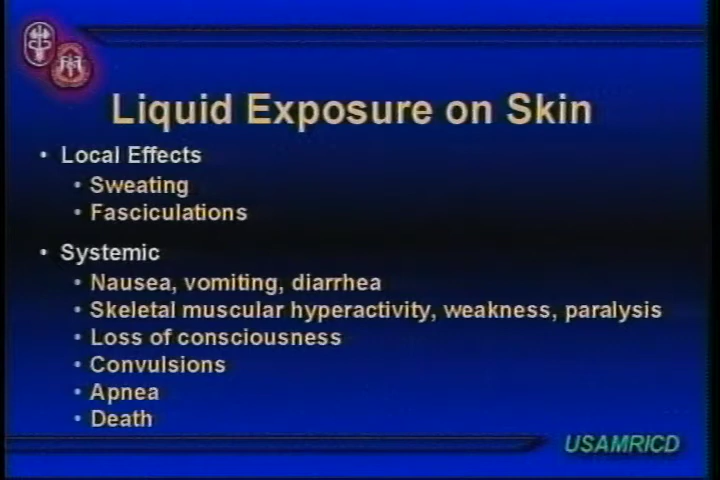 Liquid Exposure on Skin
• Local Effects
• Sweating
• Fasciculations
• Systemic
• Nausea, vomiting, diarrhea
• Skeletal muscular hyperactivity, weakness, paralysis
• Loss of consciousness
• Convulsions
• Apnea
• Death
USAMRICD